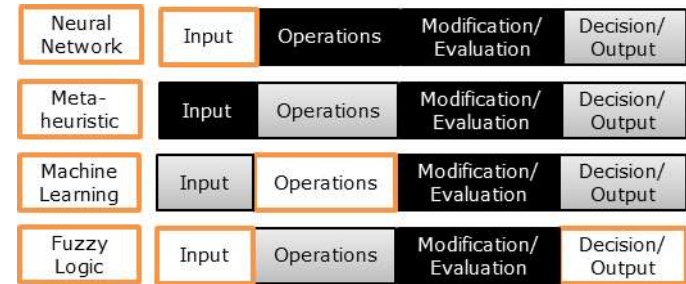 Neural
Network
Input
Operations
Modification/
Evaluation
Decision/
Output
Meta-
heuristic
Input
Operations
Modification/
Evaluation
Decision/
Output
Machine
Learning
Input
Operations
Modification/
Evaluation
Decision/
Output
Fuzzy
Logic
Input
Operations
Modification/
Evaluation
Decision/
Output